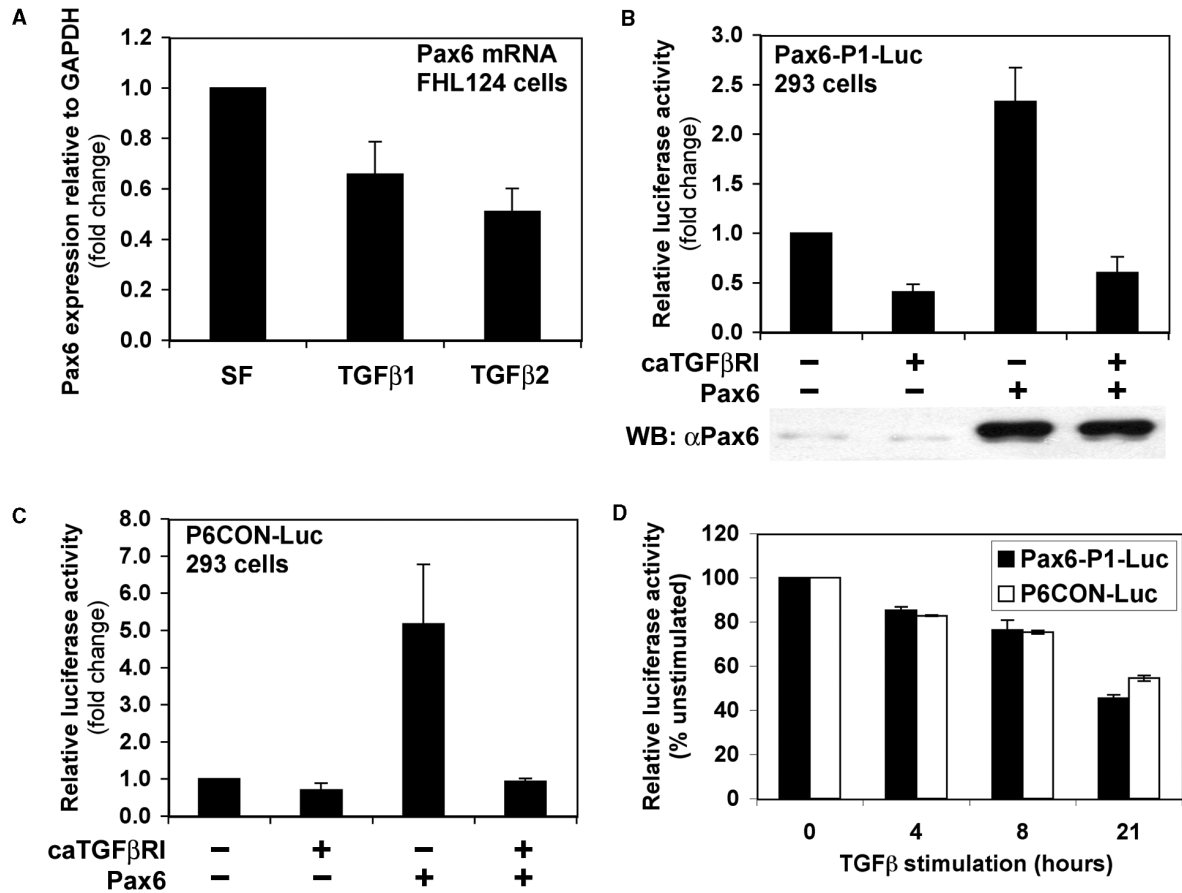 A
Pax6 expression relative to GAPDH
(fold change)
1.2
1.0
0.8
0.6
0.4
0.2
0.0
Pax6 mRNA
FHL124 cells
SF TGFβ1 TGFβ2
B
Relative luciferase activity
(fold change)
3.0
2.5
2.0
1.5
1.0
0.5
0.0
Pax6-P1-Luc
293 cells
caTGFβRI − + − +
Pax6 − − + +
WB: αPax6
C
Relative luciferase activity
(fold change)
8.0
7.0
6.0
5.0
4.0
3.0
2.0
1.0
0.0
P6CON-Luc
293 cells
caTGFβRI − + − +
Pax6 − − + +
D
Relative luciferase activity
(% unstimulated)
120
100
80
60
40
20
0
Pax6-P1-Luc
P6CON-Luc
0 4 8 21
TGFβ stimulation (hours)